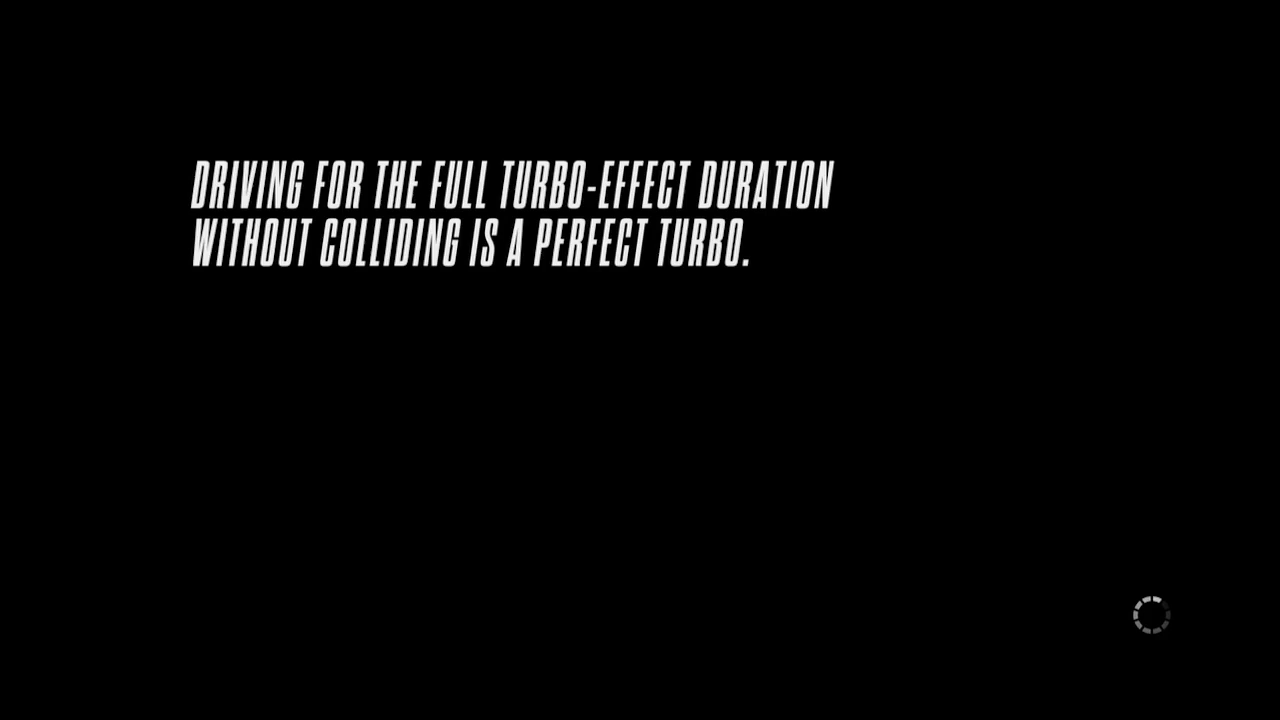 DRIVING FOR THE FULL TURBO-EFFECT DURATION
WITHOUT COLLIDING IS A PERFECT TURBO.